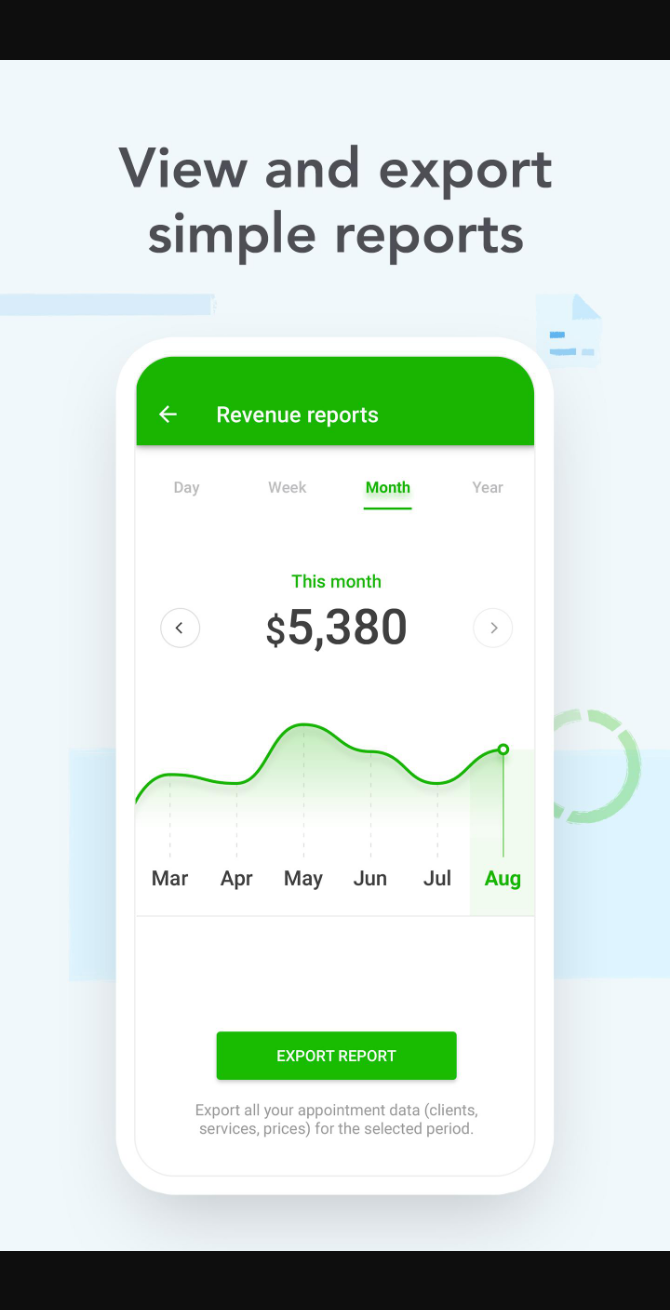 View and export
simple reports
Revenue reports
Day Week Month Year
This month
$5,380
Mar Apr May Jun Jul Aug
EXPORT REPORT
Export all your appointment data (clients,
services, prices) for the selected period.